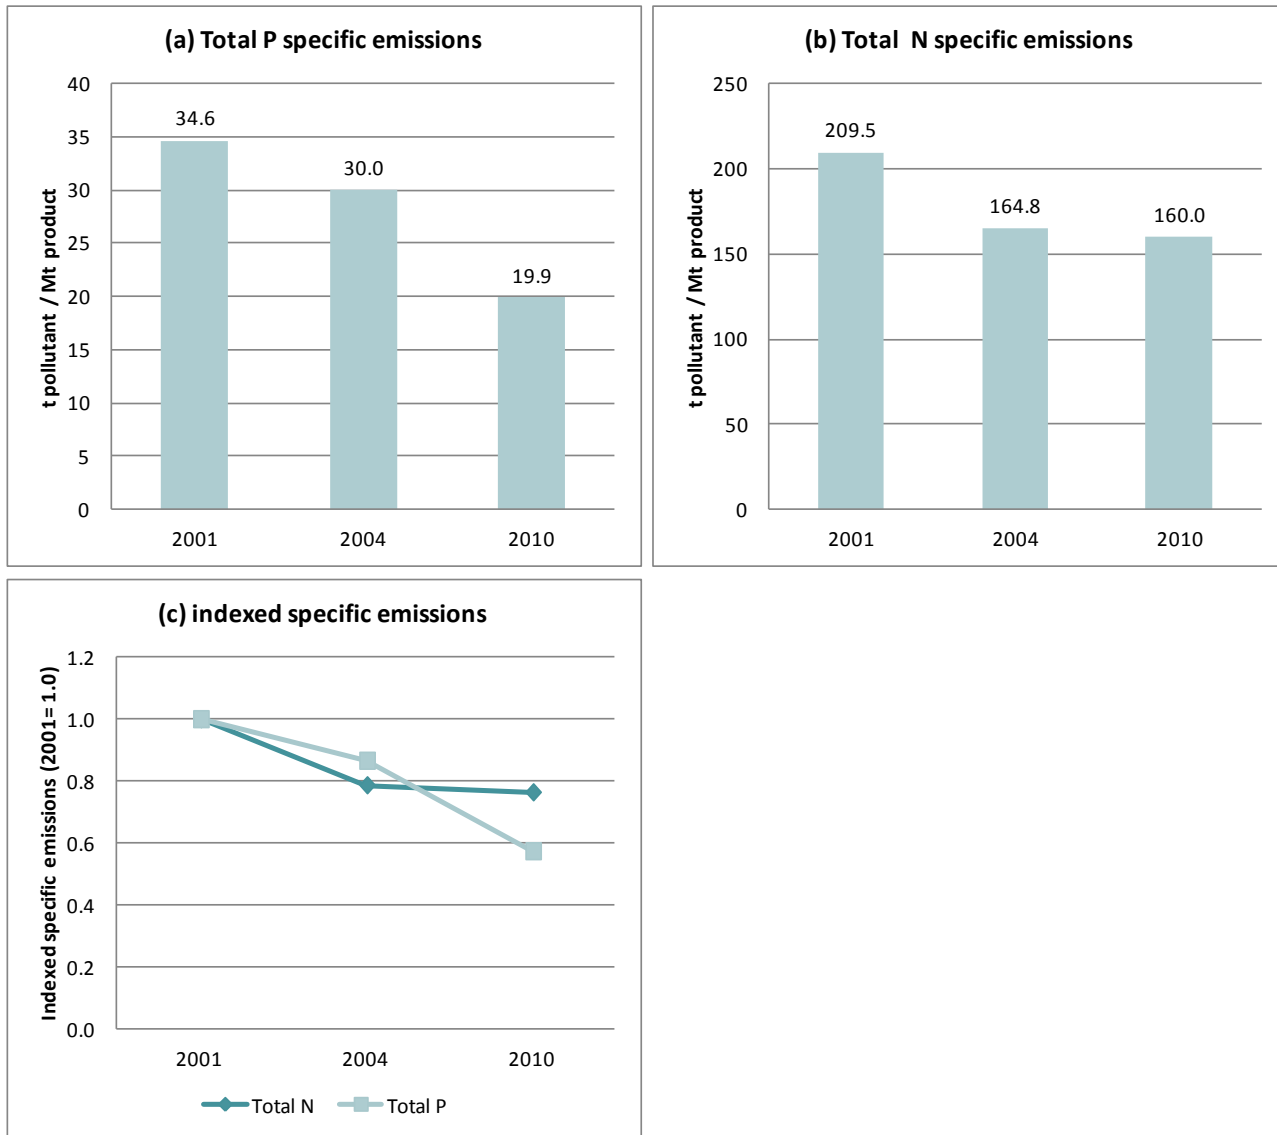 (a) Total P specific emissions
t pollutant / Mt product
40
35
30
25
20
15
10
5
0
34.6
30.0
19.9
2001 2004 2010
(b) Total N specific emissions
t pollutant / Mt product
250
200
150
100
50
0
209.5
164.8
160.0
2001 2004 2010
(c) indexed specific emissions
Indexed specific emissions (2001= 1.0)
1.2
1.0
0.8
0.6
0.4
0.2
0.0
2001 2004 2010
Total N Total P